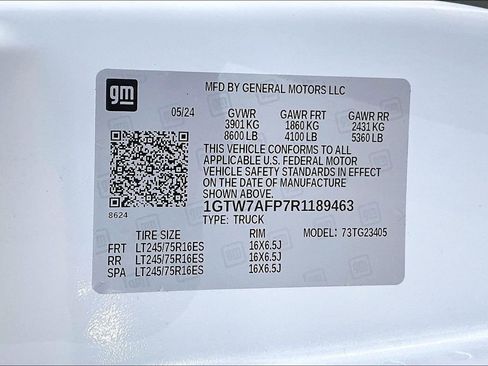 gm
MFD BY GENERAL MOTORS LLC
05/24 GVWR GAWR FRT GAWR RR
3901 KG 1860 KG 2431 KG
8600 LB 4100 LB 5360 LB
THIS VEHICLE CONFORMS TO ALL
APPLICABLE U.S. FEDERAL MOTOR
VEHICLE SAFETY STANDARDS IN EFFECT
ON THE DATE OF MANUFACTURE SHOWN ABOVE.
8624
1GTW7AFP7R1189463
TYPE: TRUCK MODEL: 73TG23405
TIRE SIZE RIM
FRT LT245/75R16ES 16X6.5J
RR LT245/75R16ES 16X6.5J
SPA LT245/75R16ES 16X6.5J